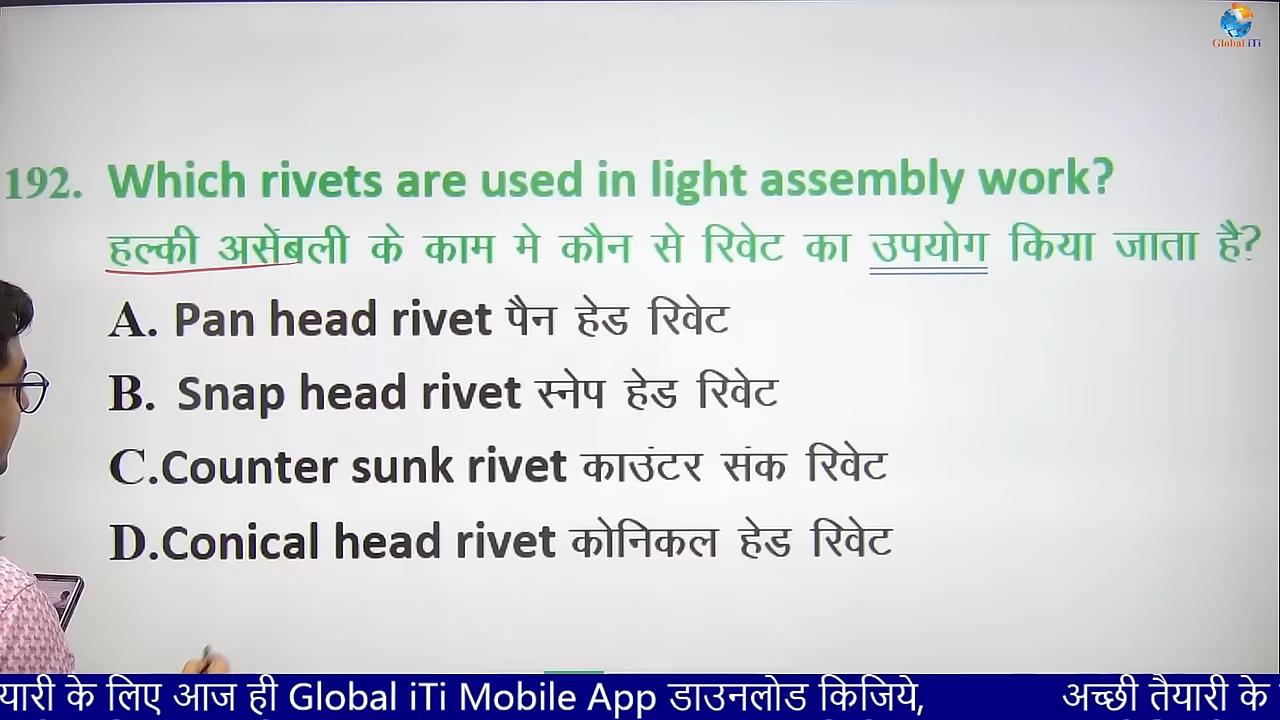 Global iTi
192. Which rivets are used in light assembly work?
हल्की असेंबली के काम मे कौन से रिवेट का उपयोग किया जाता है?
A. Pan head rivet पैन हेड रिवेट
B. Snap head rivet स्नेप हेड रिवेट
C.Counter sunk rivet काउंटर संक रिवेट
D.Conical head rivet कोनिकल हेड रिवेट
यारी के लिए आज ही Global iTi Mobile App डाउनलोड किजिये, अच्छी तैयारी के